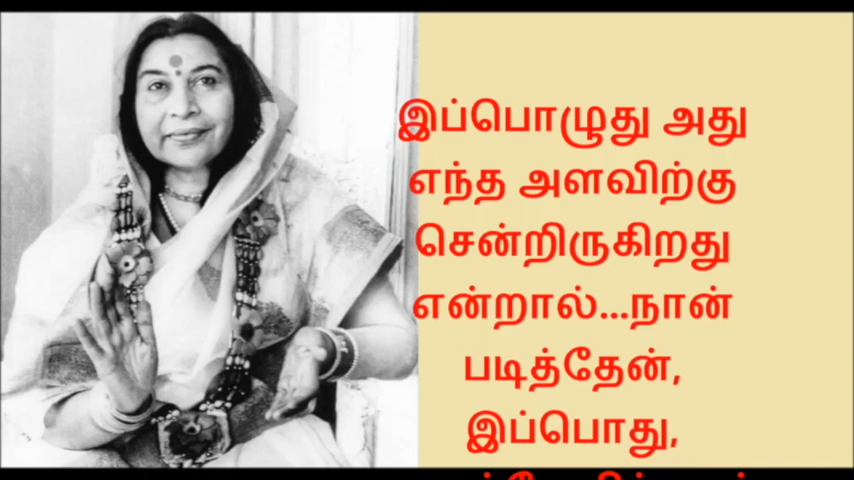 இப்பொழுது அது
எந்த அளவிற்கு
சென்றிருகிறது
என்றால்...நான்
படித்தேன்,
இப்பொது,